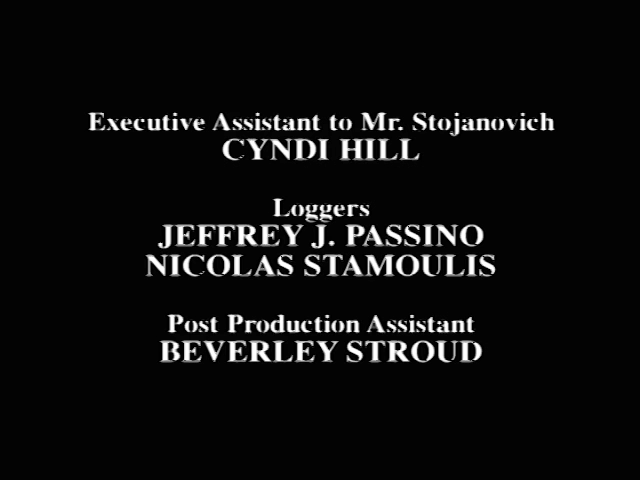 Executive Assistant to Mr. Stojanovich
CYNDI HILL
Loggers
JEFFREY J. PASSINO
NICOLAS STAMOULIS
Post Production Assistant
BEVERLEY STROUD